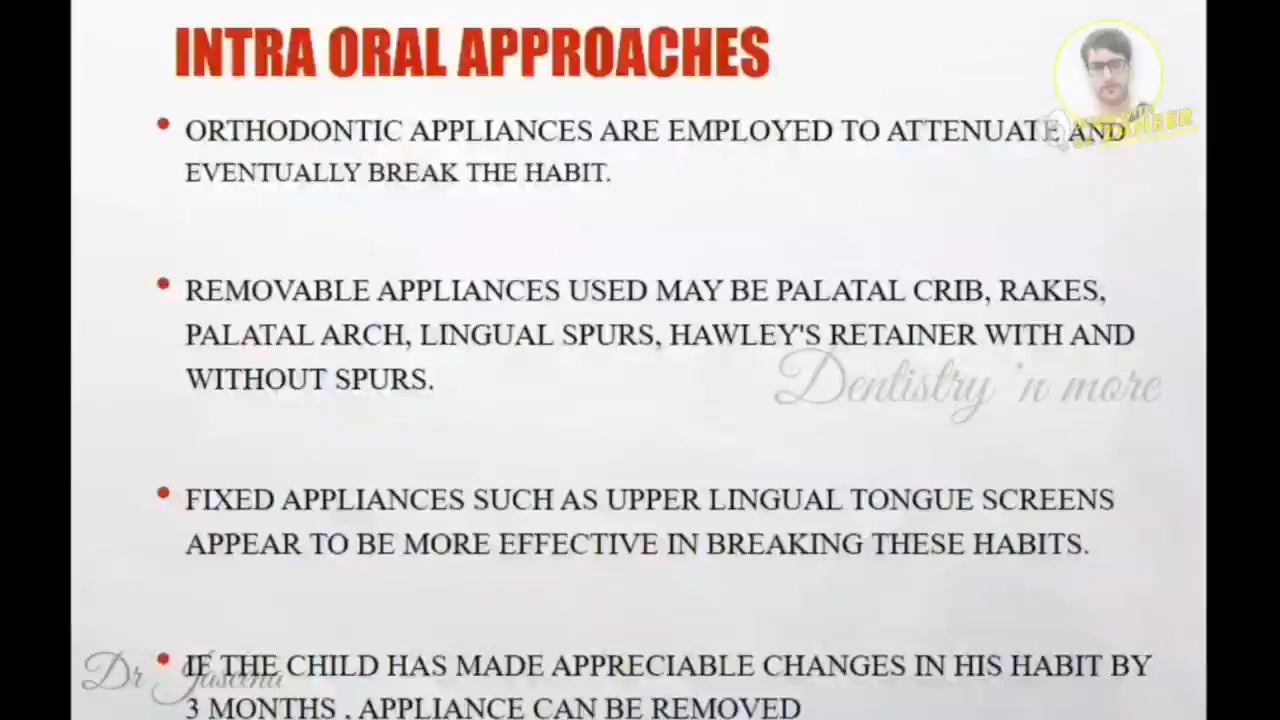 INTRA ORAL APPROACHES
• ORTHODONTIC APPLIANCES ARE EMPLOYED TO ATTENUATE AND
EVENTUALLY BREAK THE HABIT.
• REMOVABLE APPLIANCES USED MAY BE PALATAL CRIB, RAKES,
PALATAL ARCH, LINGUAL SPURS, HAWLEY'S RETAINER WITH AND
WITHOUT SPURS.
Dentistry 'n more
• FIXED APPLIANCES SUCH AS UPPER LINGUAL TONGUE SCREENS
APPEAR TO BE MORE EFFECTIVE IN BREAKING THESE HABITS.
• IF THE CHILD HAS MADE APPRECIABLE CHANGES IN HIS HABIT BY
Dr Jaseena
3 MONTHS , APPLIANCE CAN BE REMOVED